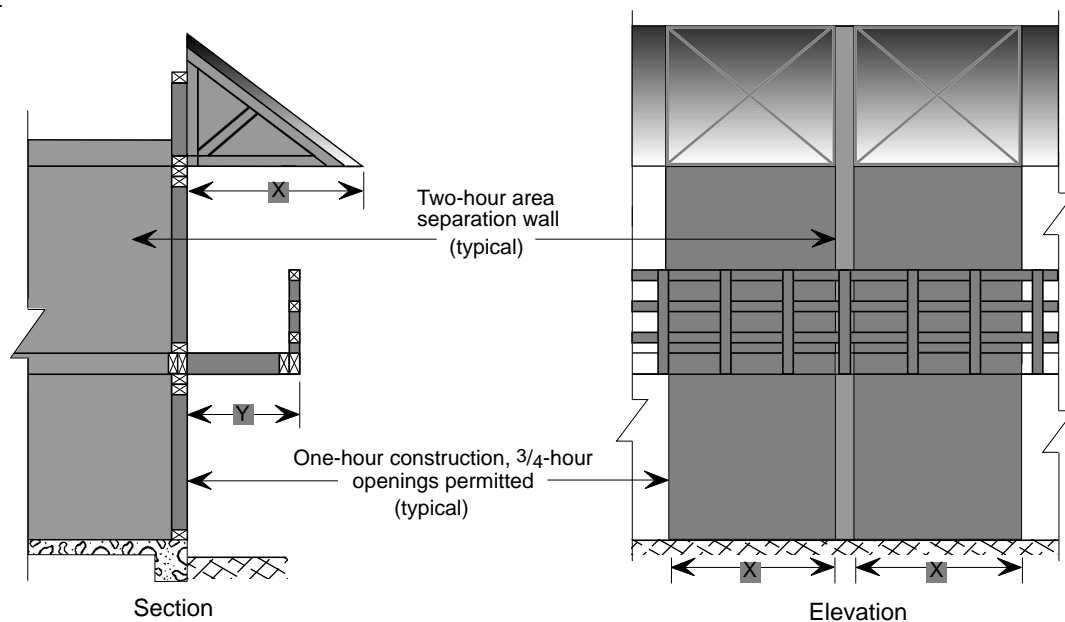 X
Two-hour area
separation wall
(typical)
Y
One-hour construction, 3/4-hour
openings permitted
(typical)
X
X
Section
Elevation